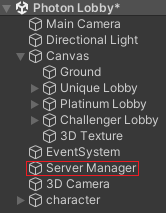 Photon Lobby*
Main Camera
Directional Light
Canvas
Ground
Unique Lobby
Platinum Lobby
Challenger Lobby
3D Texture
EventSystem
Server Manager
3D Camera
character